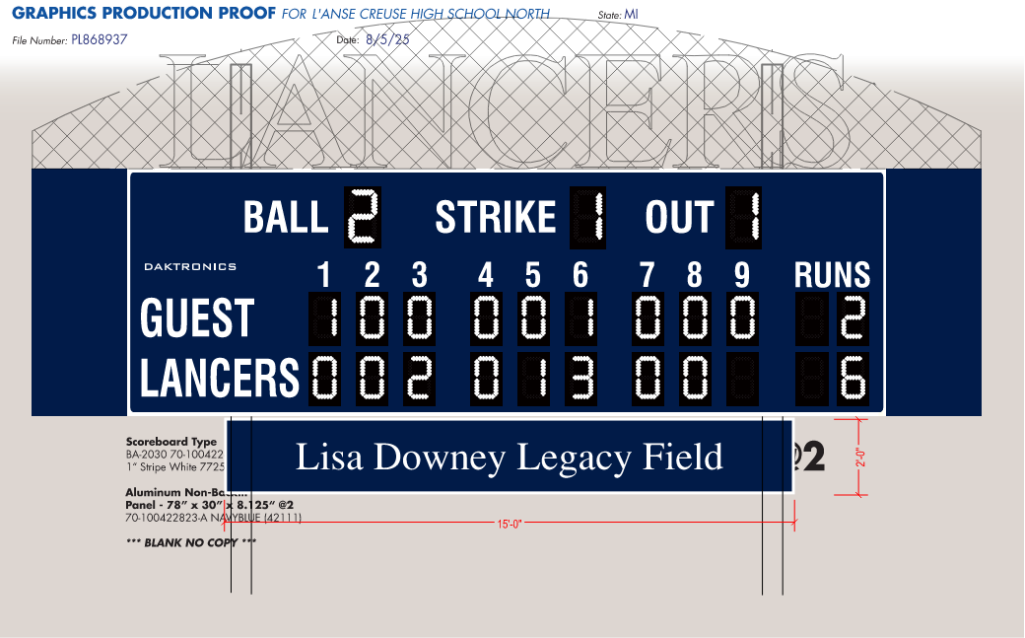 GRAPHICS PRODUCTION PROOF FOR L'ANSE CREUSE HIGH SCHOOL NORTH State: MI
File Number: PL868937 Date: 8/5/25
LANCERS
BALL 2 STRIKE 1 OUT 1
DAKTRONICS 1 2 3 4 5 6 7 8 9 RUNS
GUEST 1 0 0 0 0 1 0 0 0 2
LANCERS 0 0 2 0 1 3 0 0 6
Lisa Downey Legacy Field
Scoreboard Type
BA-2030 70-100422
1" Stripe White 7725
@2
2'-0"
Aluminum Non-Back...
Panel - 78" x 30" x 8.125" @2
70-100422823-A NAVYBLUE (42111)
15'-0"
*** BLANK NO COPY ***